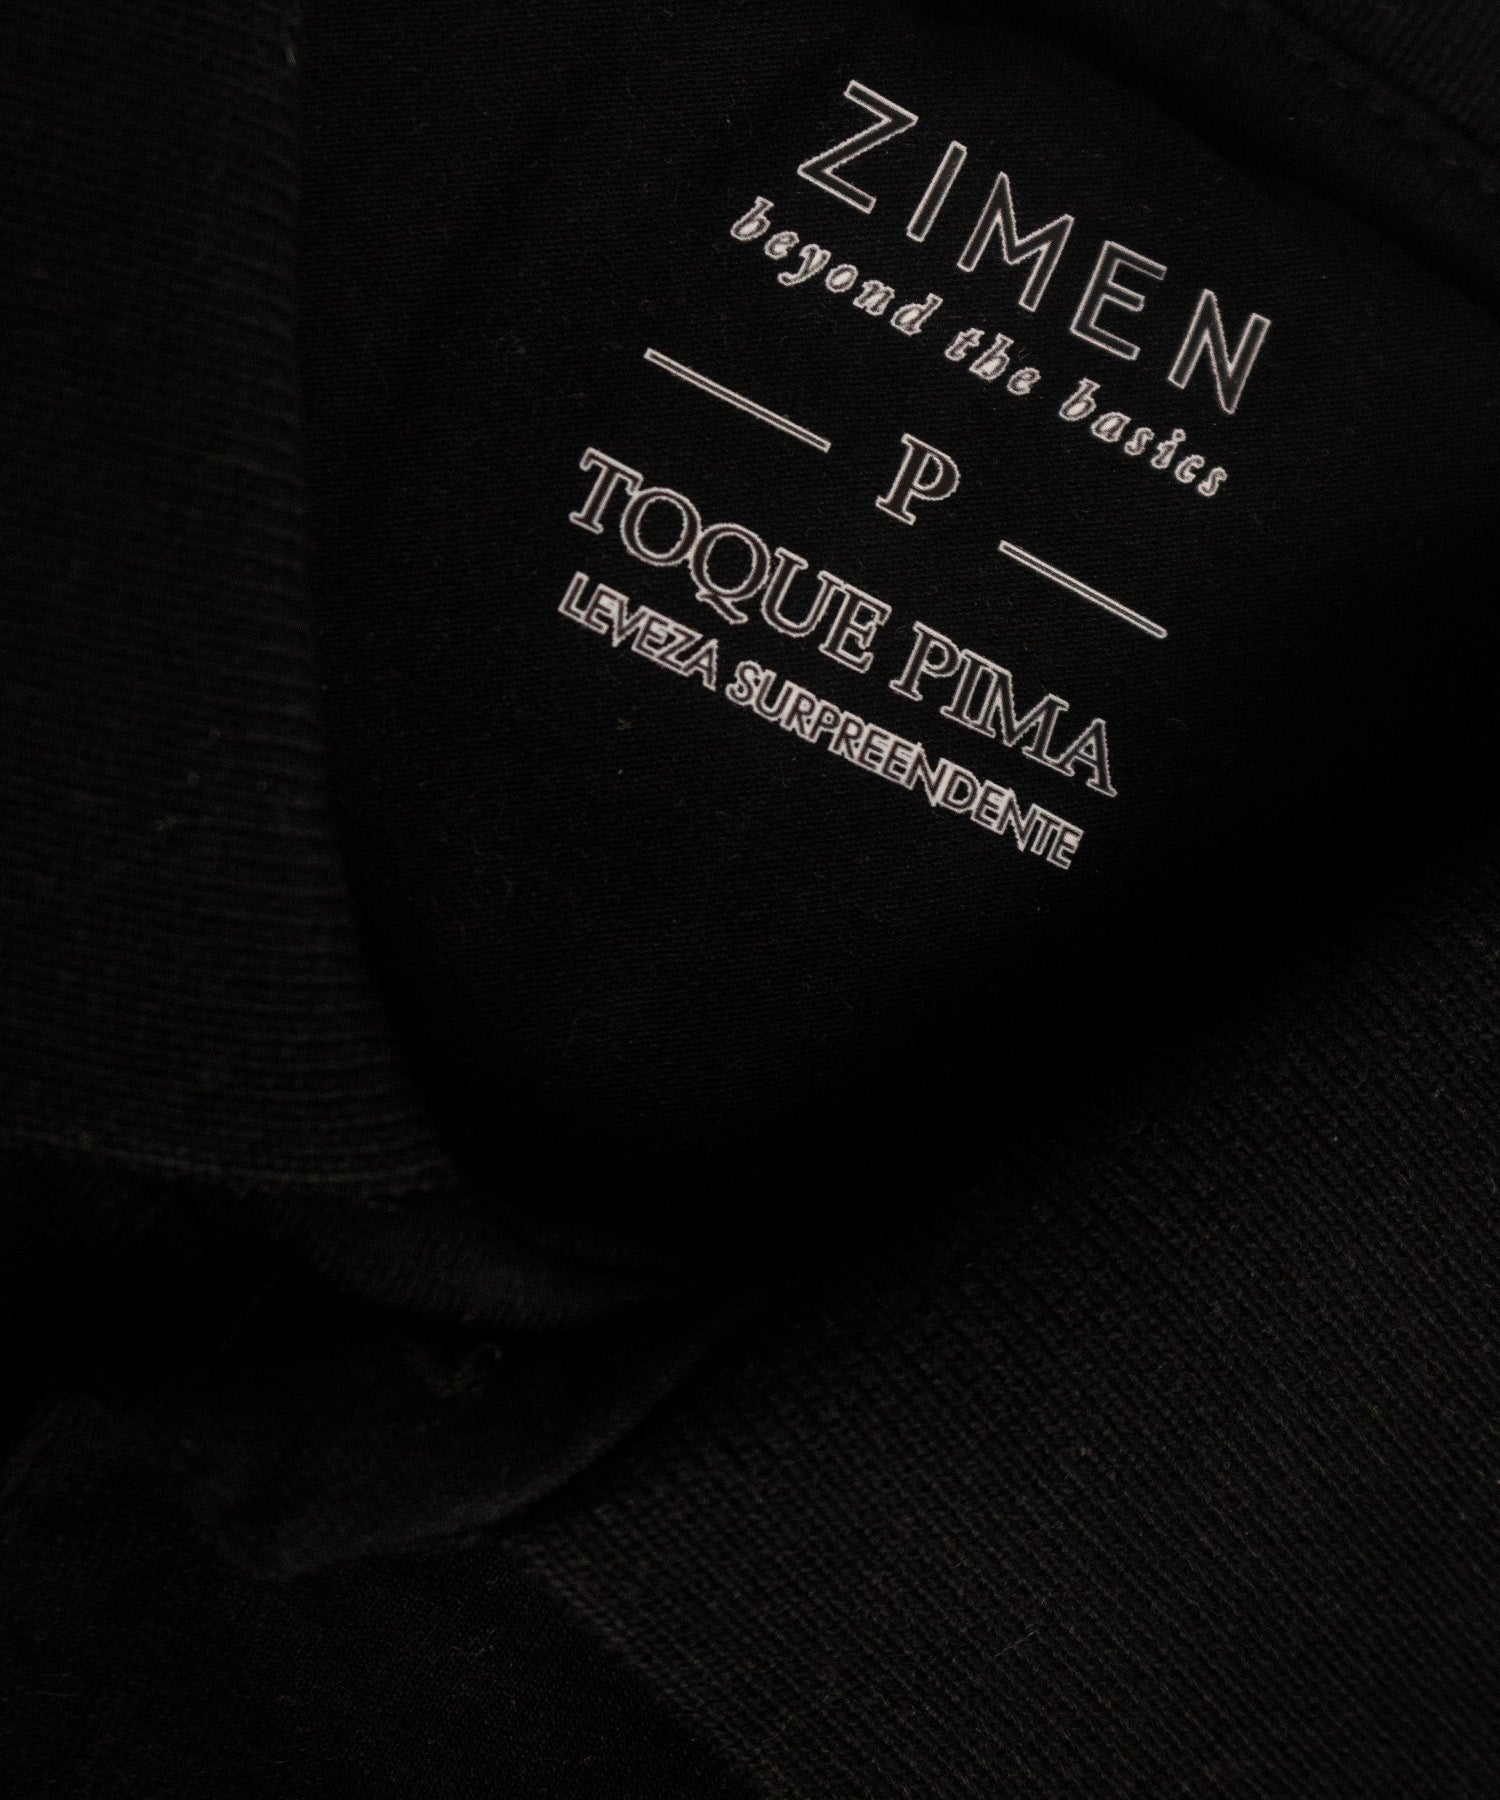 ZIMEN
beyond the basics
P
TOQUE PIMA
LEVEZA SURPREENDENTE